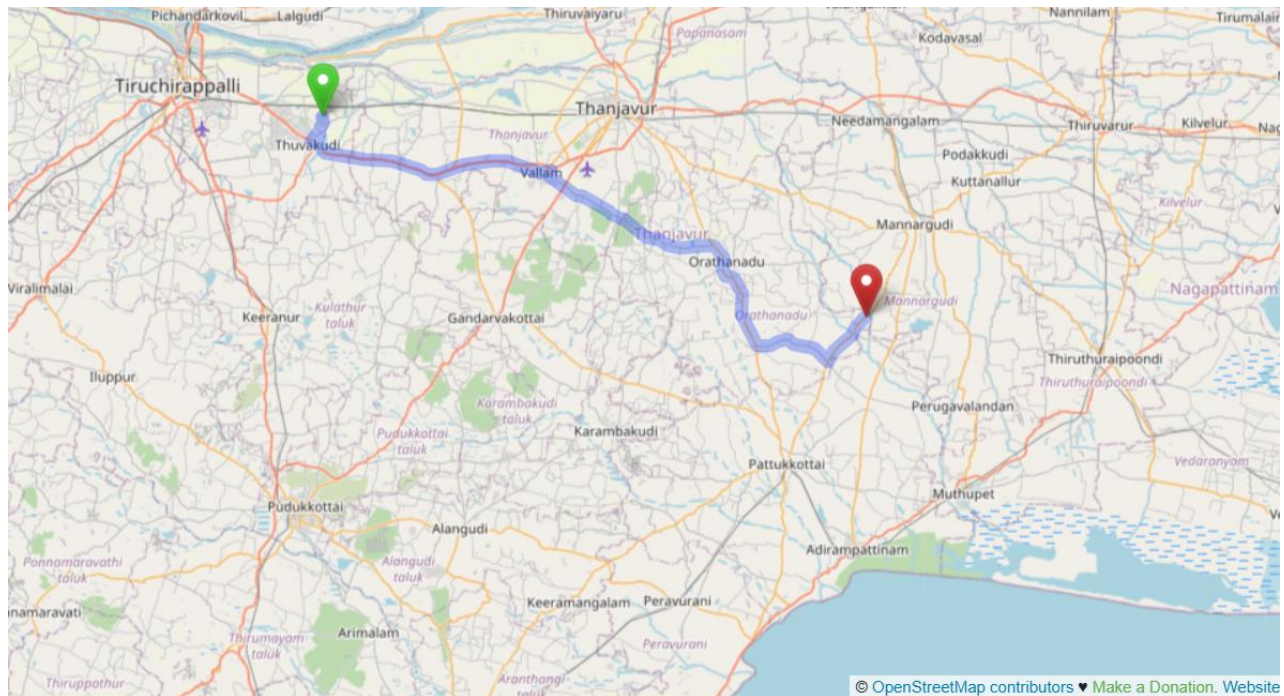 Pichandarkovil
Lalgudi
Thiruvaiyaru
Nannilam
Tirumalai
Kodavasal
Papanasam
Tiruchirappalli
Thanjavur
Needamangalam
Thiruvarur
Kilvelur
Thuvakudi
Thanjavur
Podakkudi
Vallam
Kuttanallur
Kilvelur
Mannargudi
Thanjavur
Orathanadu
Viralimalai
Nagapattinam
Mannargudi
Kulathur
taluk
Keeranur
Gandarvakottai
Orathanadu
Thiruthuraipoondi
Iluppur
Thiruthuraipoondi
Karambakudi
taluk
Perugavalandan
Pudukkottai
taluk
Karambakudi
Pattukkottai
Vedaranyam
Muthupet
Pudukkottai
Alangudi
Adirampattinam
Ponnamaravathi
taluk
Alangudi
taluk
Keeramangalam
Peravurani
nnamaravati
Arimalam
Thirumayam
taluk
Peravurani
Thiruppathur
Aranthangi
© OpenStreetMap contributors ♥ Make a Donation. Website